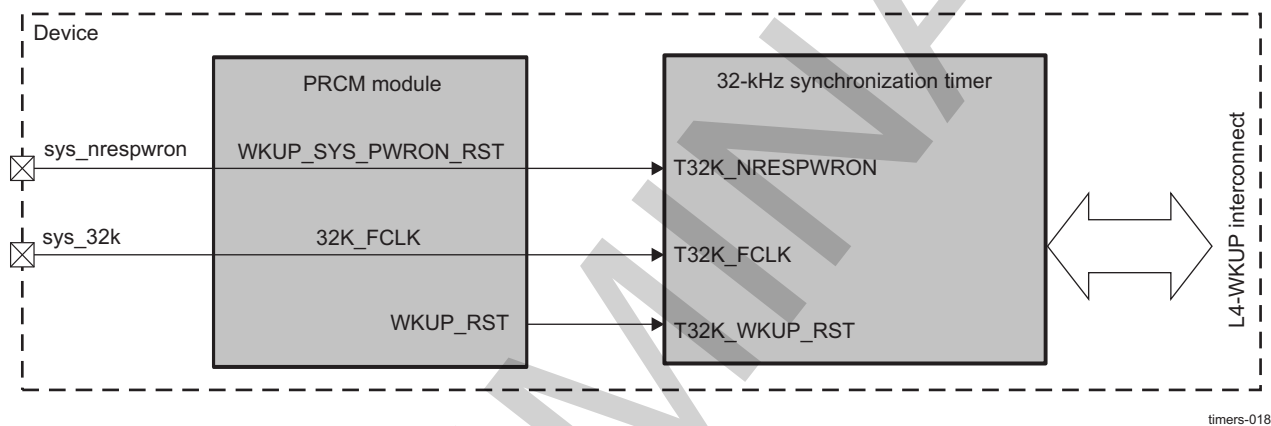 Device
PRCM module
32-kHz synchronization timer
sys_nrespwron
WKUP_SYS_PWRON_RST
T32K_NRESPWRON
sys_32k
32K_FCLK
T32K_FCLK
WKUP_RST
T32K_WKUP_RST
L4-WKUP interconnect
timers-018